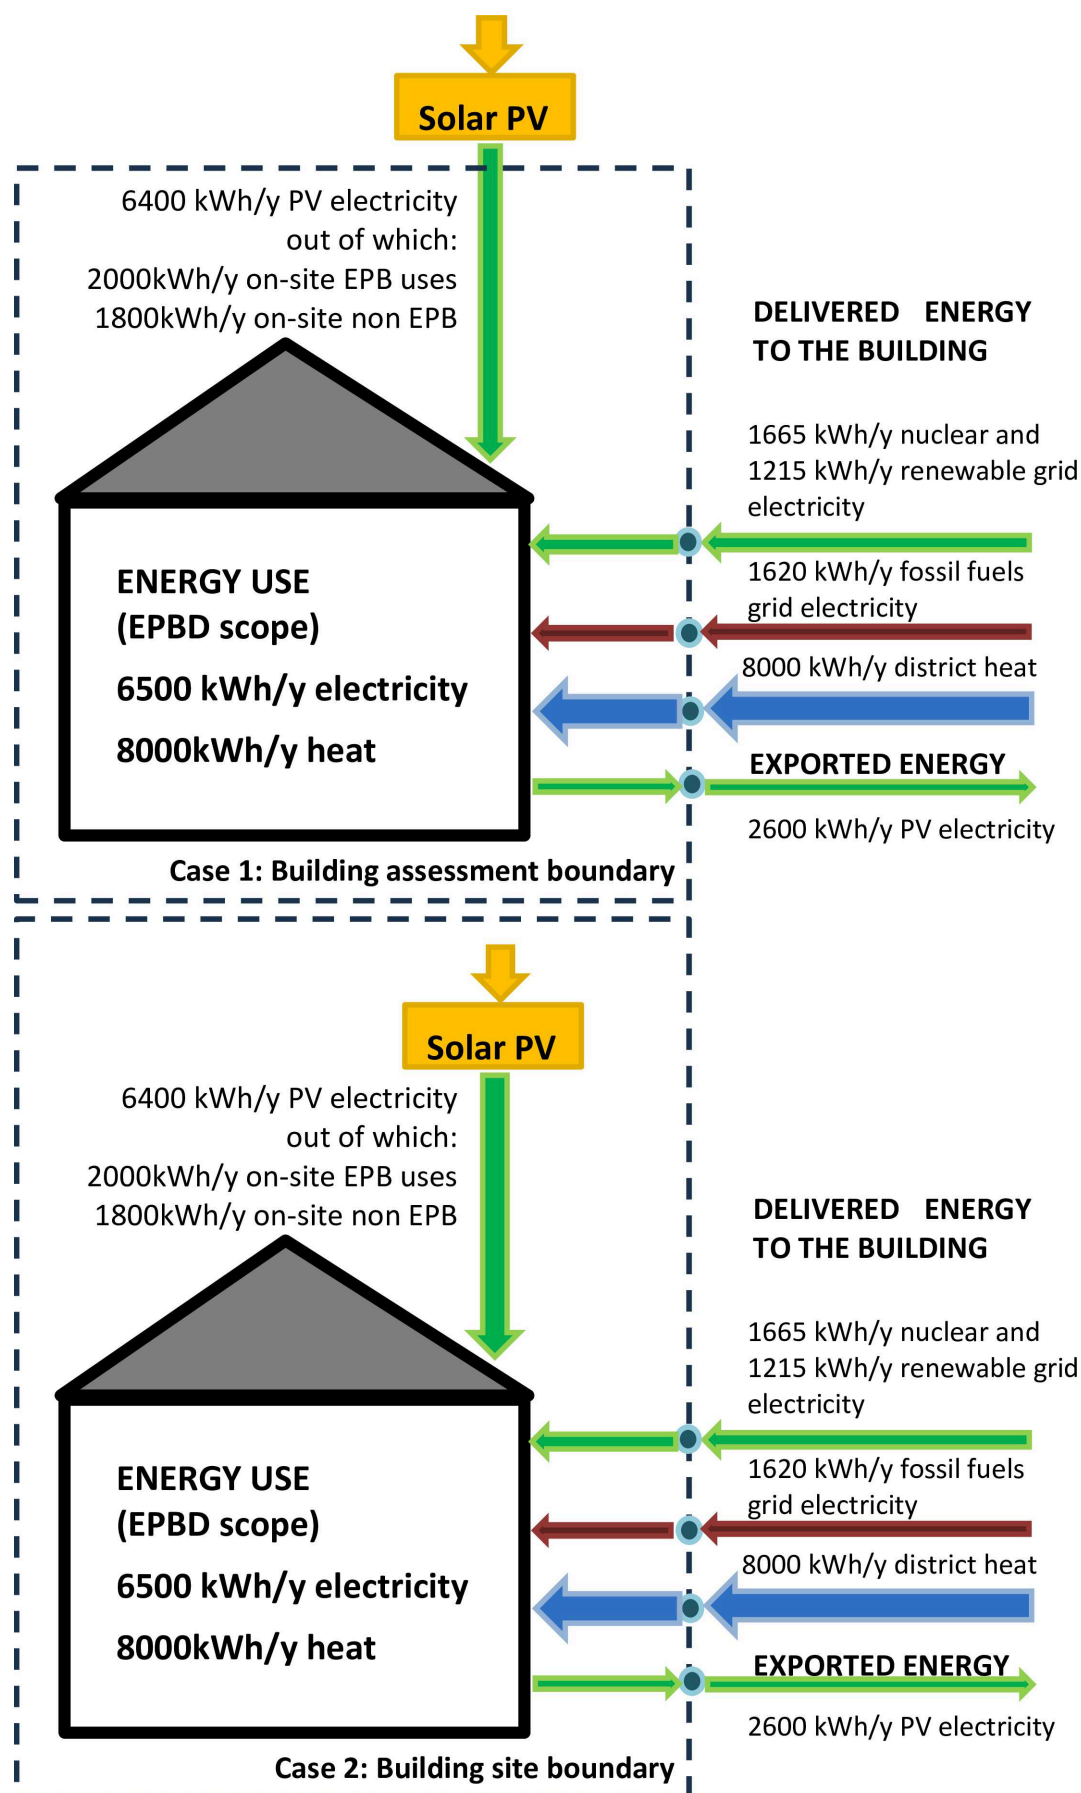 Solar PV
6400 kWh/y PV electricity
out of which:
2000kWh/y on-site EPB uses
1800kWh/y on-site non EPB
DELIVERED ENERGY
TO THE BUILDING
1665 kWh/y nuclear and
1215 kWh/y renewable grid
electricity
1620 kWh/y fossil fuels
grid electricity
8000 kWh/y district heat
EXPORTED ENERGY
2600 kWh/y PV electricity
ENERGY USE
(EPBD scope)
6500 kWh/y electricity
8000kWh/y heat
Case 1: Building assessment boundary
Solar PV
6400 kWh/y PV electricity
out of which:
2000kWh/y on-site EPB uses
1800kWh/y on-site non EPB
DELIVERED ENERGY
TO THE BUILDING
1665 kWh/y nuclear and
1215 kWh/y renewable grid
electricity
1620 kWh/y fossil fuels
grid electricity
8000 kWh/y district heat
EXPORTED ENERGY
2600 kWh/y PV electricity
ENERGY USE
(EPBD scope)
6500 kWh/y electricity
8000kWh/y heat
Case 2: Building site boundary